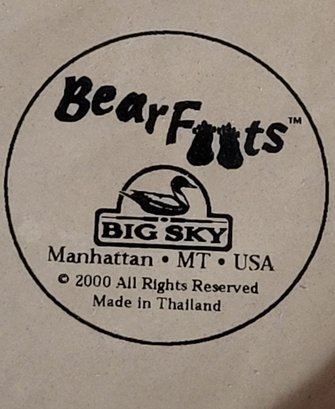 BearFoots™
BIG SKY
Manhattan • MT • USA
© 2000 All Rights Reserved
Made in Thailand